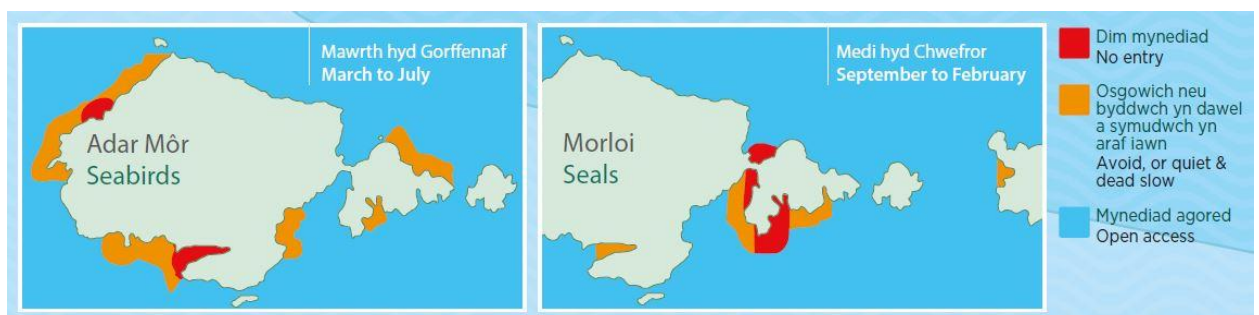 Mawrth hyd Gorffennaf
March to July
Adar Môr
Seabirds
Medi hyd Chwefror
September to February
Morloi
Seals
Dim mynediad
No entry
Osgowich neu
byddwch yn dawel
a symudwch yn
araf iawn
Avoid, or quiet &
dead slow
Mynediad agored
Open access